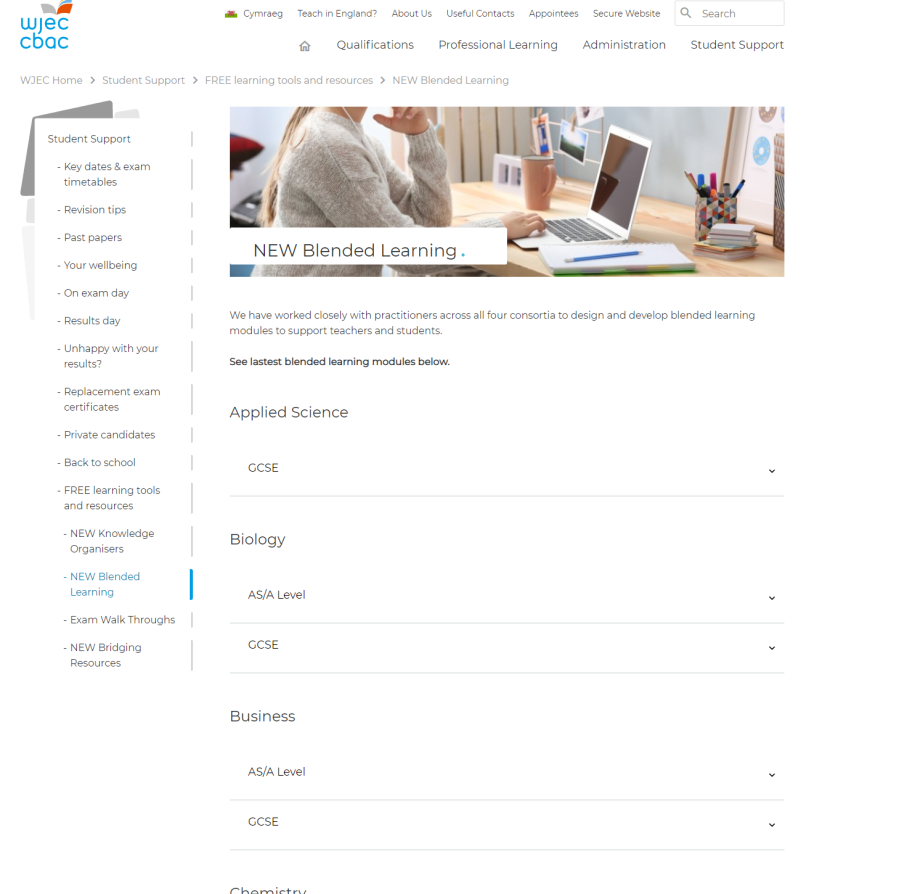 wjec
cbac
Cymraeg
Teach in England?
About Us
Useful Contacts
Appointees
Secure Website
Search
Qualifications
Professional Learning
Administration
Student Support
WJEC Home > Student Support > FREE learning tools and resources > NEW Blended Learning
Student Support
- Key dates & exam
timetables
- Revision tips
- Past papers
- Your wellbeing
- On exam day
- Results day
- Unhappy with your
results?
- Replacement exam
certificates
- Private candidates
- Back to school
- FREE learning tools
and resources
- NEW Knowledge
Organisers
- NEW Blended
Learning
- Exam Walk Throughs
- NEW Bridging
Resources
NEW Blended Learning.
We have worked closely with practitioners across all four consortia to design and develop blended learning
modules to support teachers and students.
See lastest blended learning modules below.
Applied Science
GCSE
Biology
AS/A Level
GCSE
Business
AS/A Level
GCSE
Chemistry